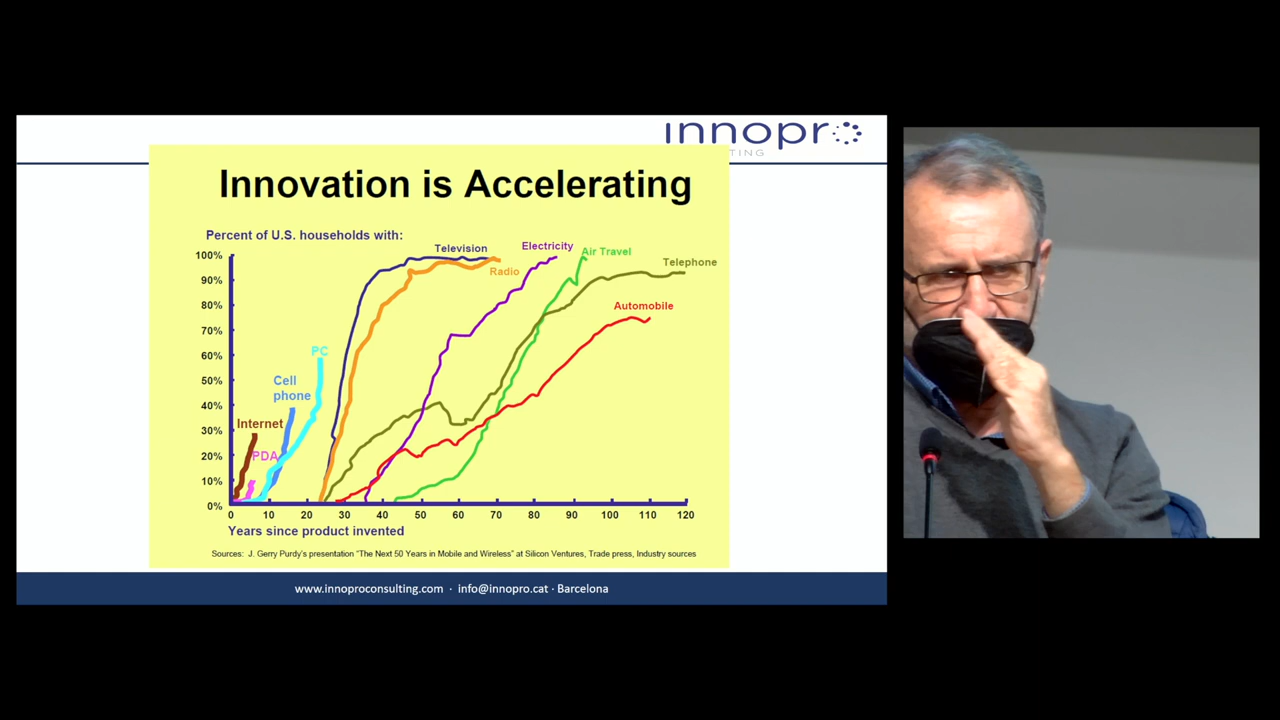 innopro
TING
Innovation is Accelerating
Percent of U.S. households with:
100%
90%
80%
70%
60%
50%
40%
30%
20%
10%
0%
Television
Radio
Electricity
Air Travel
Telephone
Automobile
PC
Cell
phone
Internet
PDA
0 10 20 30 40 50 60 70 80 90 100 110 120
Years since product invented
Sources: J. Gerry Purdy's presentation "The Next 50 Years in Mobile and Wireless" at Silicon Ventures, Trade press, Industry sources
www.innoproconsulting.com · info@innopro.cat · Barcelona